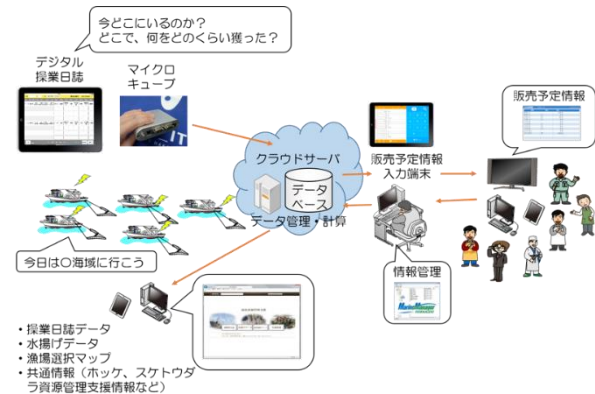 今どこにいるのか？
どこで、何をどのくらい獲った？
デジタル
操業日誌
マイクロ
キューブ
IT
クラウドサーバ
データ
ベース
データ管理・計算
販売予定情報
入力端末
販売予定情報
情報管理
今日は〇海域に行こう
・操業日誌データ
・水揚げデータ
・漁場選択マップ
・共通情報（ホッケ、スケトウダ
ラ資源管理支援情報など）